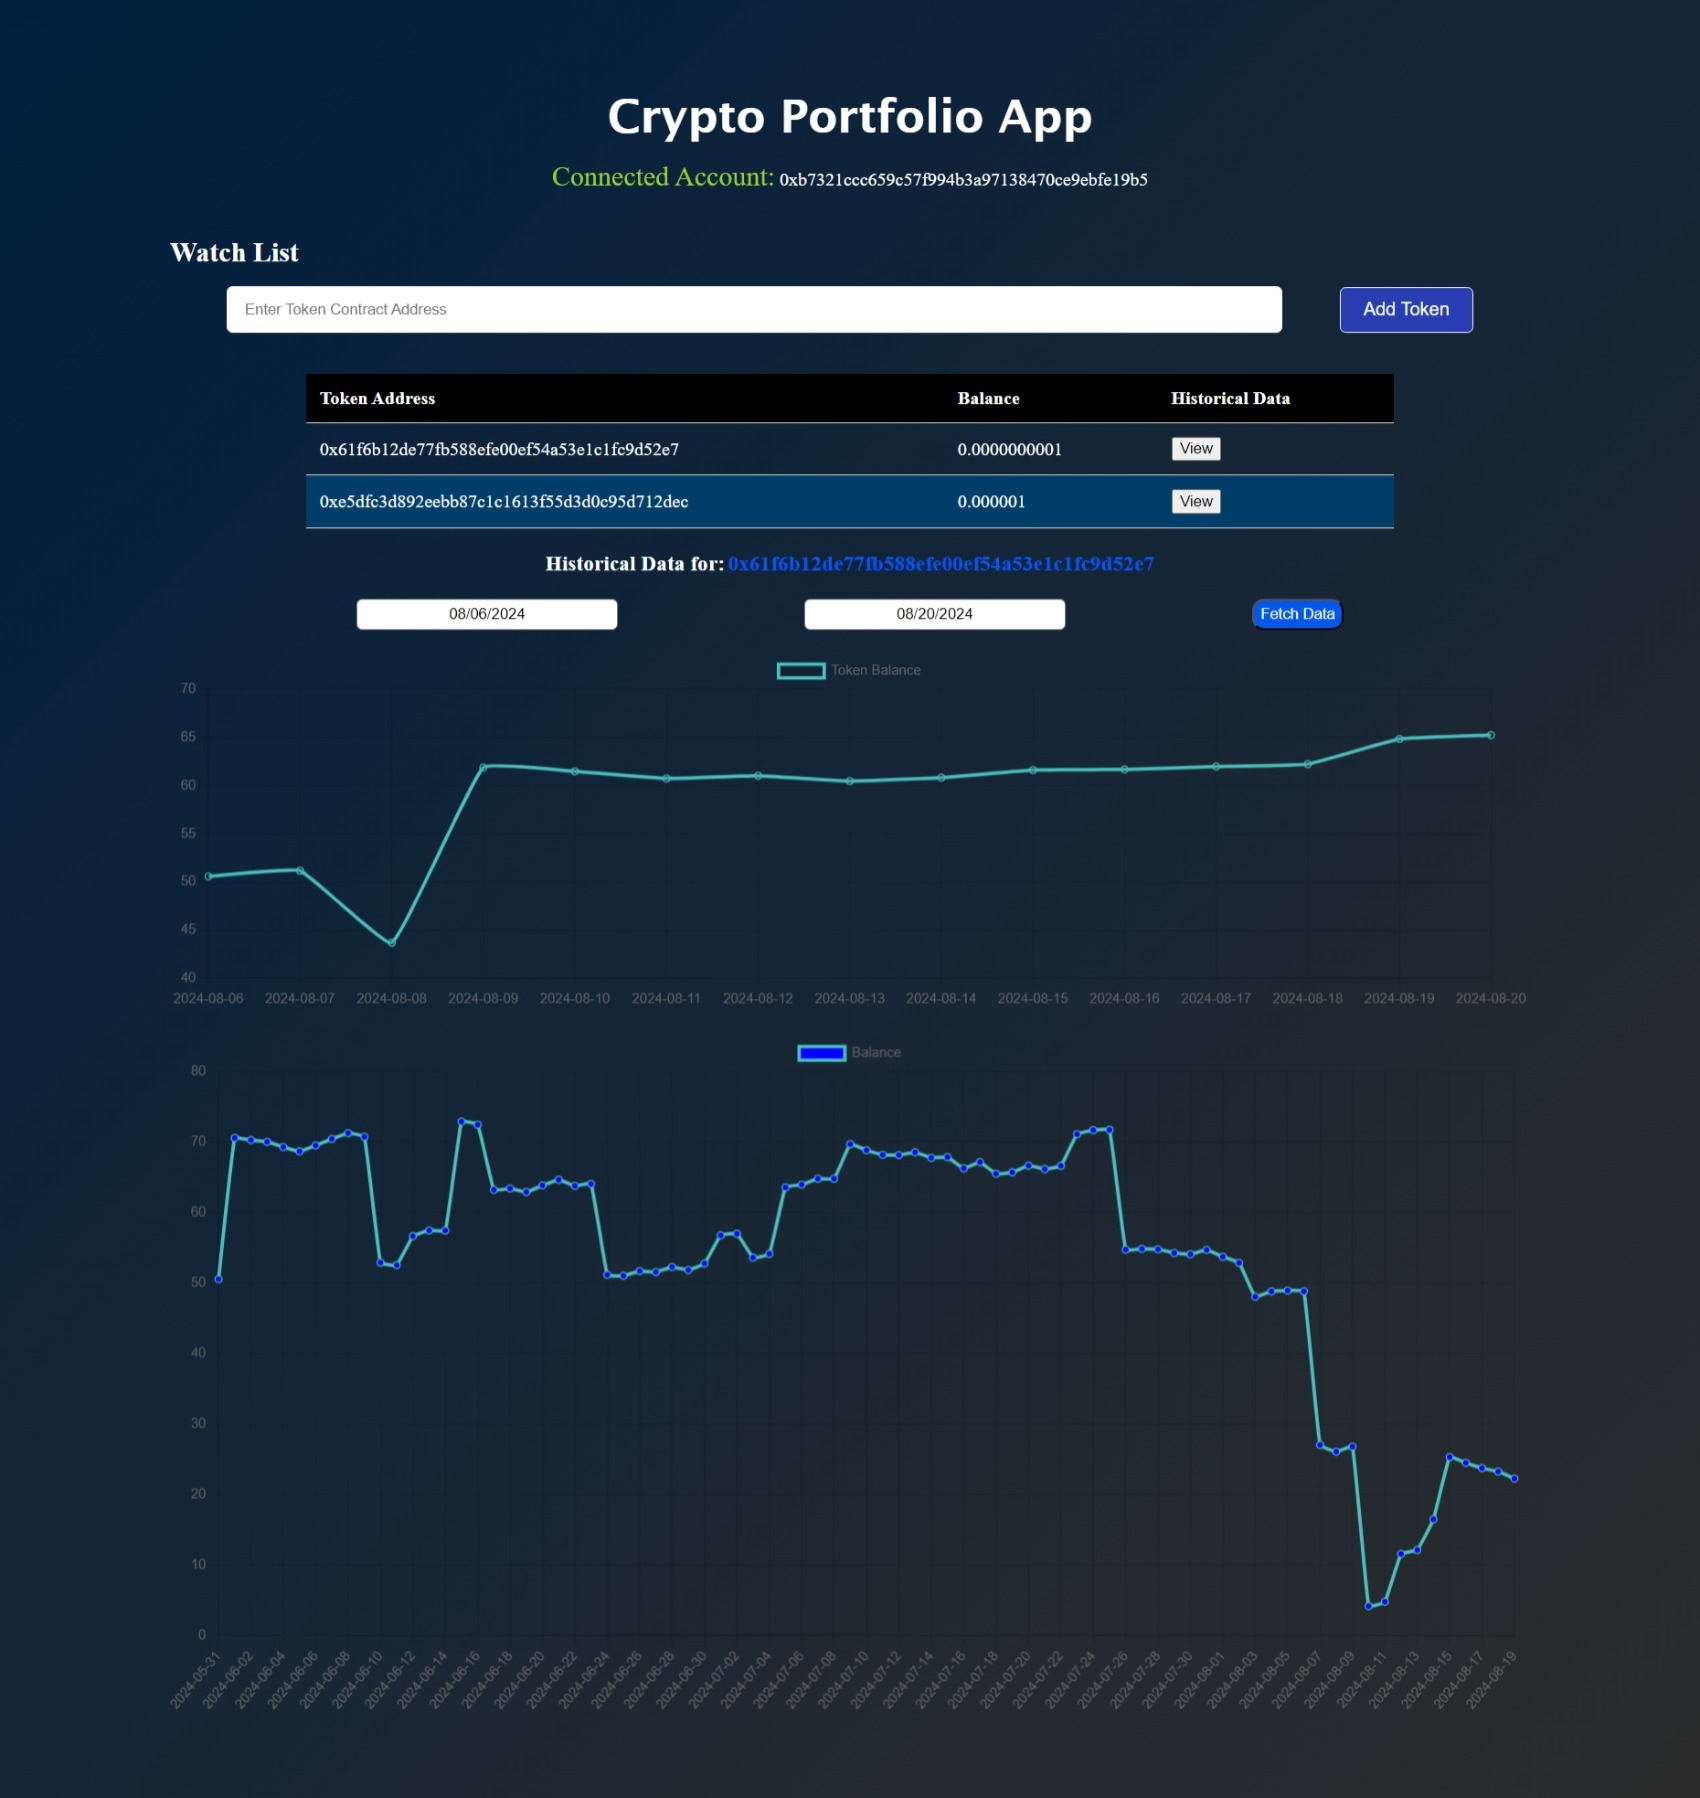 Crypto Portfolio App
Connected Account: 0xb7321ccc659c57f994b3a97138470ce9ebfe19b5
Watch List
Enter Token Contract Address Add Token
Token Address Balance Historical Data
0x61f6b12de77fb588efe00ef54a53e1c1fc9d52e7 0.0000000001 View
0xe5dfc3d892eebb87c1c1613f55d3d0c95d712dec 0.000001 View
Historical Data for: 0x61f6b12de77fb588efe00ef54a53e1c1fc9d52e7
08/06/2024 08/20/2024 Fetch Data
Token Balance
70
65
60
55
50
45
40
2024-08-06 2024-08-07 2024-08-08 2024-08-09 2024-08-10 2024-08-11 2024-08-12 2024-08-13 2024-08-14 2024-08-15 2024-08-16 2024-08-17 2024-08-18 2024-08-19 2024-08-20
Balance
80
70
60
50
40
30
20
10
0
2024-05-31 2024-06-02 2024-06-04 2024-06-06 2024-06-08 2024-06-10 2024-06-12 2024-06-14 2024-06-16 2024-06-18 2024-06-20 2024-06-22 2024-06-24 2024-06-26 2024-06-28 2024-06-30 2024-07-02 2024-07-04 2024-07-06 2024-07-08 2024-07-10 2024-07-12 2024-07-14 2024-07-16 2024-07-18 2024-07-20 2024-07-22 2024-07-24 2024-07-26 2024-07-28 2024-07-30 2024-08-01 2024-08-03 2024-08-05 2024-08-07 2024-08-09 2024-08-11 2024-08-13 2024-08-15 2024-08-17 2024-08-19